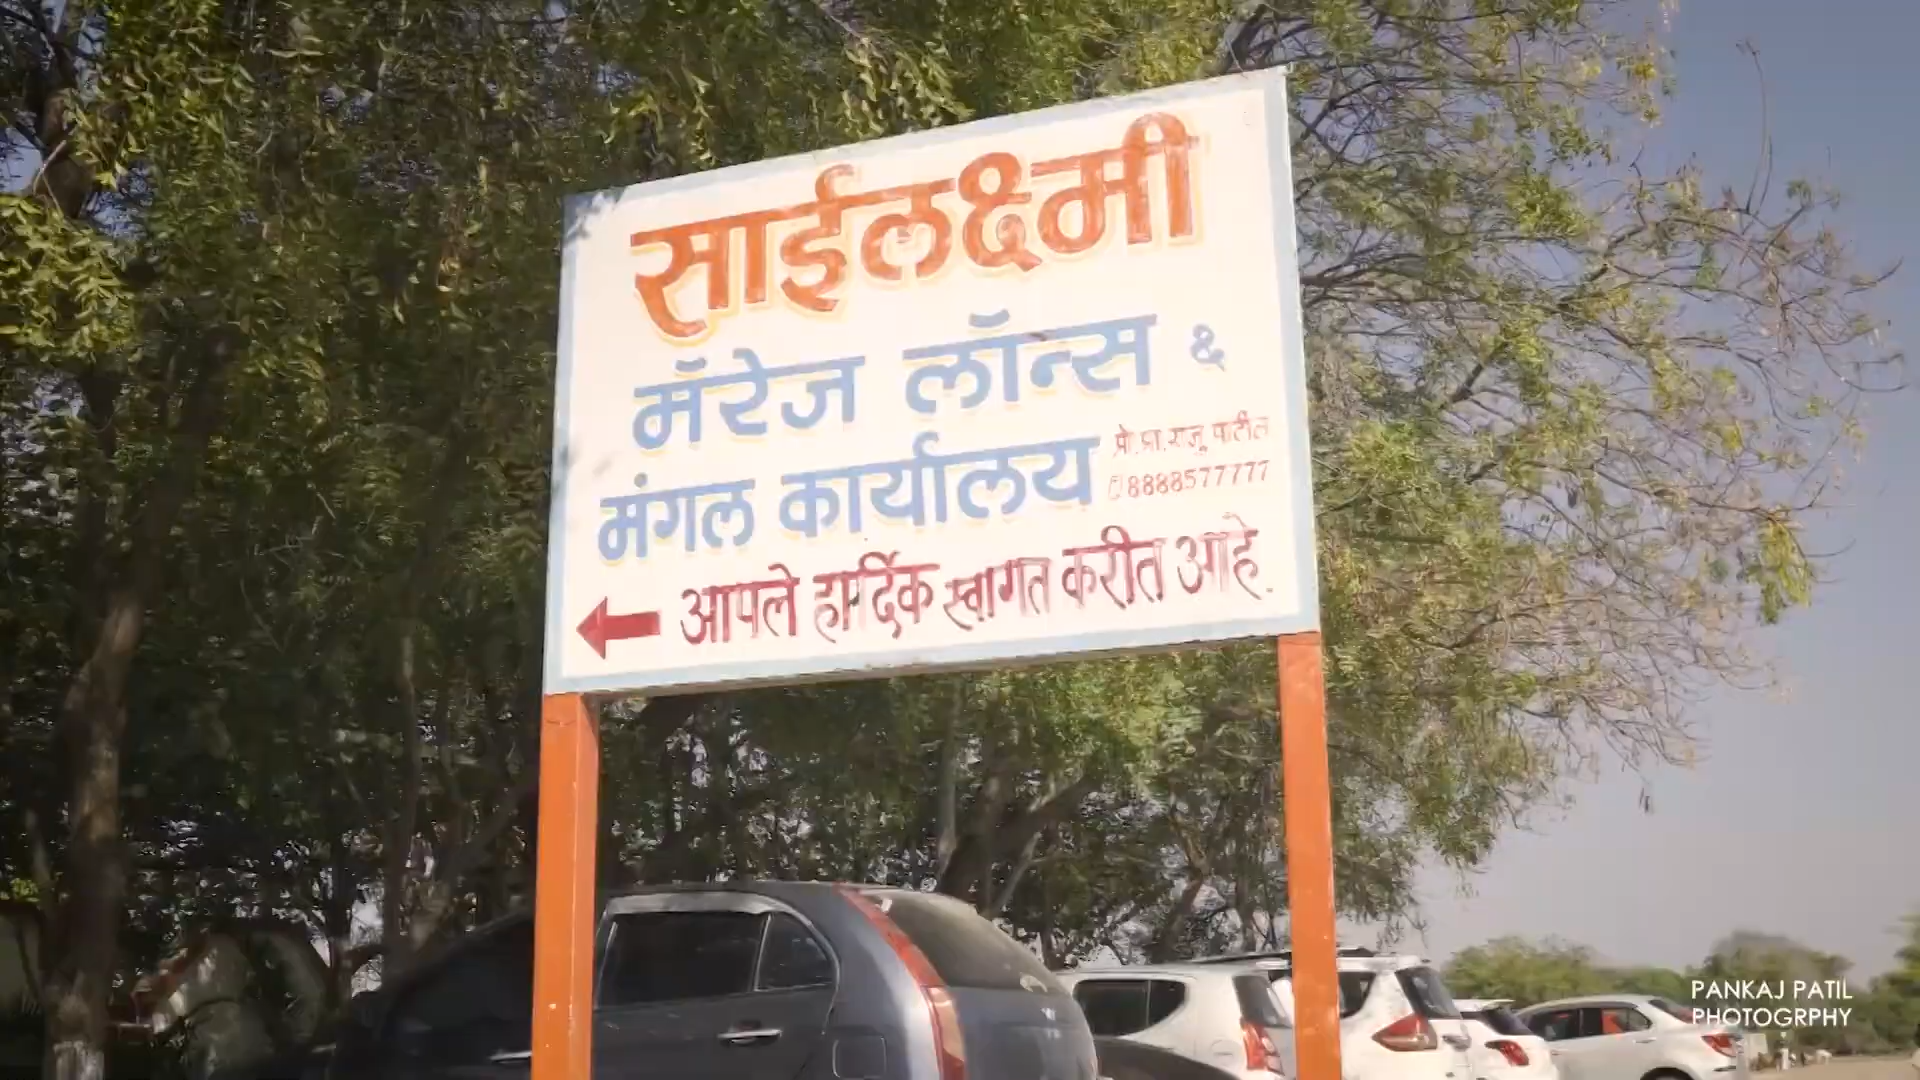 साईलक्ष्मी
मॅरेज लॉन्स &
मंगल कार्यालय
प्रो.प्रा.राजू पाटील
8888577777
आपले हार्दिक स्वागत करीत आहे.
PANKAJ PATIL
PHOTOGRPHY